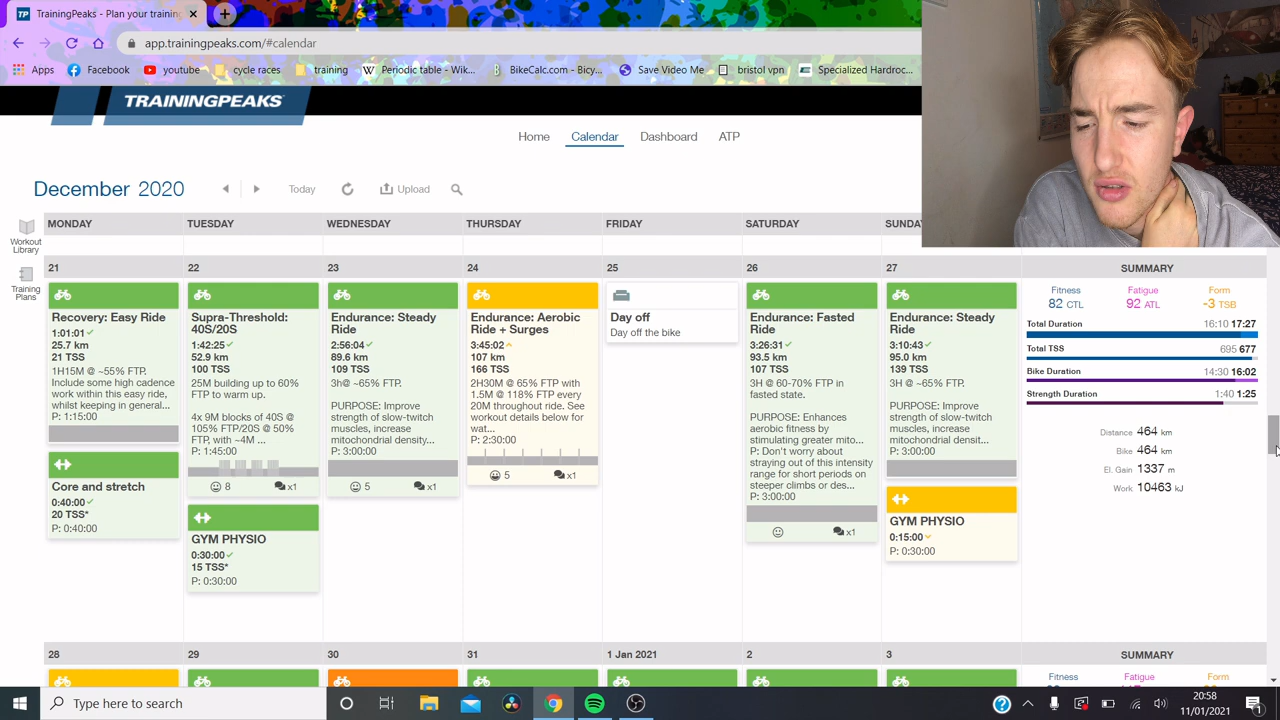 TP Training Peaks - Plan your training
app.trainingpeaks.com/#calendar
Apps
Facebook
youtube
cycle races
training
Periodic table - Wik...
BikeCalc.com - Bicy...
Save Video Me
bristol vpn
Specialized Hardroc...
TRAININGPEAKS
Home
Calendar
Dashboard
ATP
December 2020
Today
Upload
Workout
Library
Training
Plans
MONDAY
TUESDAY
WEDNESDAY
THURSDAY
FRIDAY
SATURDAY
SUND
21
Recovery: Easy Ride
1:01:01
25.7 km
21 TSS
1H15M @ ~55% FTP.
Include some high cadence
work within this easy ride,
whilst keeping in general...
P: 1:15:00
Core and stretch
0:40:00
20 TSS*
P: 0:40:00
22
Supra-Threshold:
40S/20S
1:42:25
52.9 km
100 TSS
25M building up to 60%
FTP to warm up.
4x 9M blocks of 40S @
105% FTP/20S @ 50%
FTP, with ~4M ...
P: 1:45:00
8
x1
GYM PHYSIO
0:30:00
15 TSS*
P: 0:30:00
23
Endurance: Steady
Ride
2:56:04
89.6 km
109 TSS
3h@ ~65% FTP.
PURPOSE: Improve
strength of slow-twitch
muscles, increase
mitochondrial density...
P: 3:00:00
5
x1
24
Endurance: Aerobic
Ride + Surges
3:45:02
107 km
166 TSS
2H30M @ 65% FTP with
1.5M @ 118% FTP every
20M throughout ride. See
workout details below for
wat...
P: 2:30:00
5
x1
25
Day off
Day off the bike
26
Endurance: Fasted
Ride
3:26:31
93.5 km
107 TSS
3H @ 60-70% FTP in
fasted state.
PURPOSE: Enhances
aerobic fitness by
stimulating greater mito...
P: Don't worry about
straying out of this intensity
range for short periods on
steeper climbs or des...
P: 3:00:00
x1
27
Endurance: Steady
Ride
3:10:43
95.0 km
139 TSS
3H @ ~65% FTP.
PURPOSE: Improve
strength of slow-twitch
muscles, increase
mitochondrial densit...
P: 3:00:00
GYM PHYSIO
0:15:00
P: 0:30:00
SUMMARY
Fitness
82 CTL
Fatigue
92 ATL
Form
-3 TSB
Total Duration 16:10 17:27
Total TSS 695 677
Bike Duration 14:30 16:02
Strength Duration 1:40 1:25
Distance 464 km
Bike 464 km
El. Gain 1337 m
Work 10463 kJ
28
29
30
31
1 Jan 2021
2
3
SUMMARY
Fitness
Fatigue
Form
Type here to search
20:58
11/01/2021